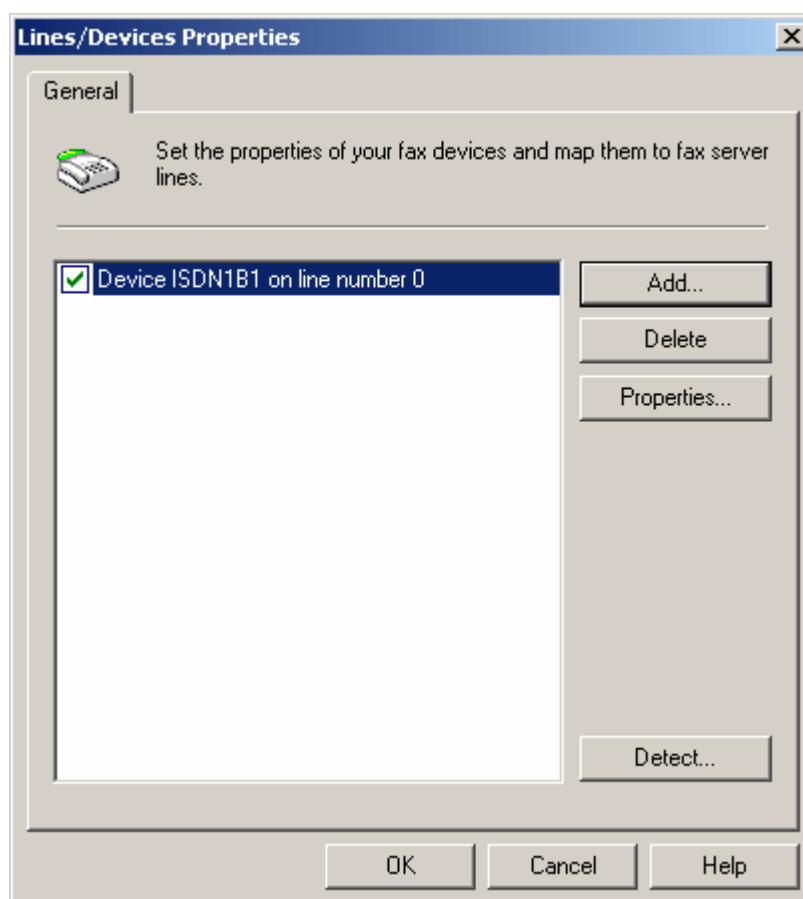 Lines/Devices Properties
General
Set the properties of your fax devices and map them to fax server
lines.
Device ISDN1B1 on line number 0
Add...
Delete
Properties...
Detect...
OK
Cancel
Help